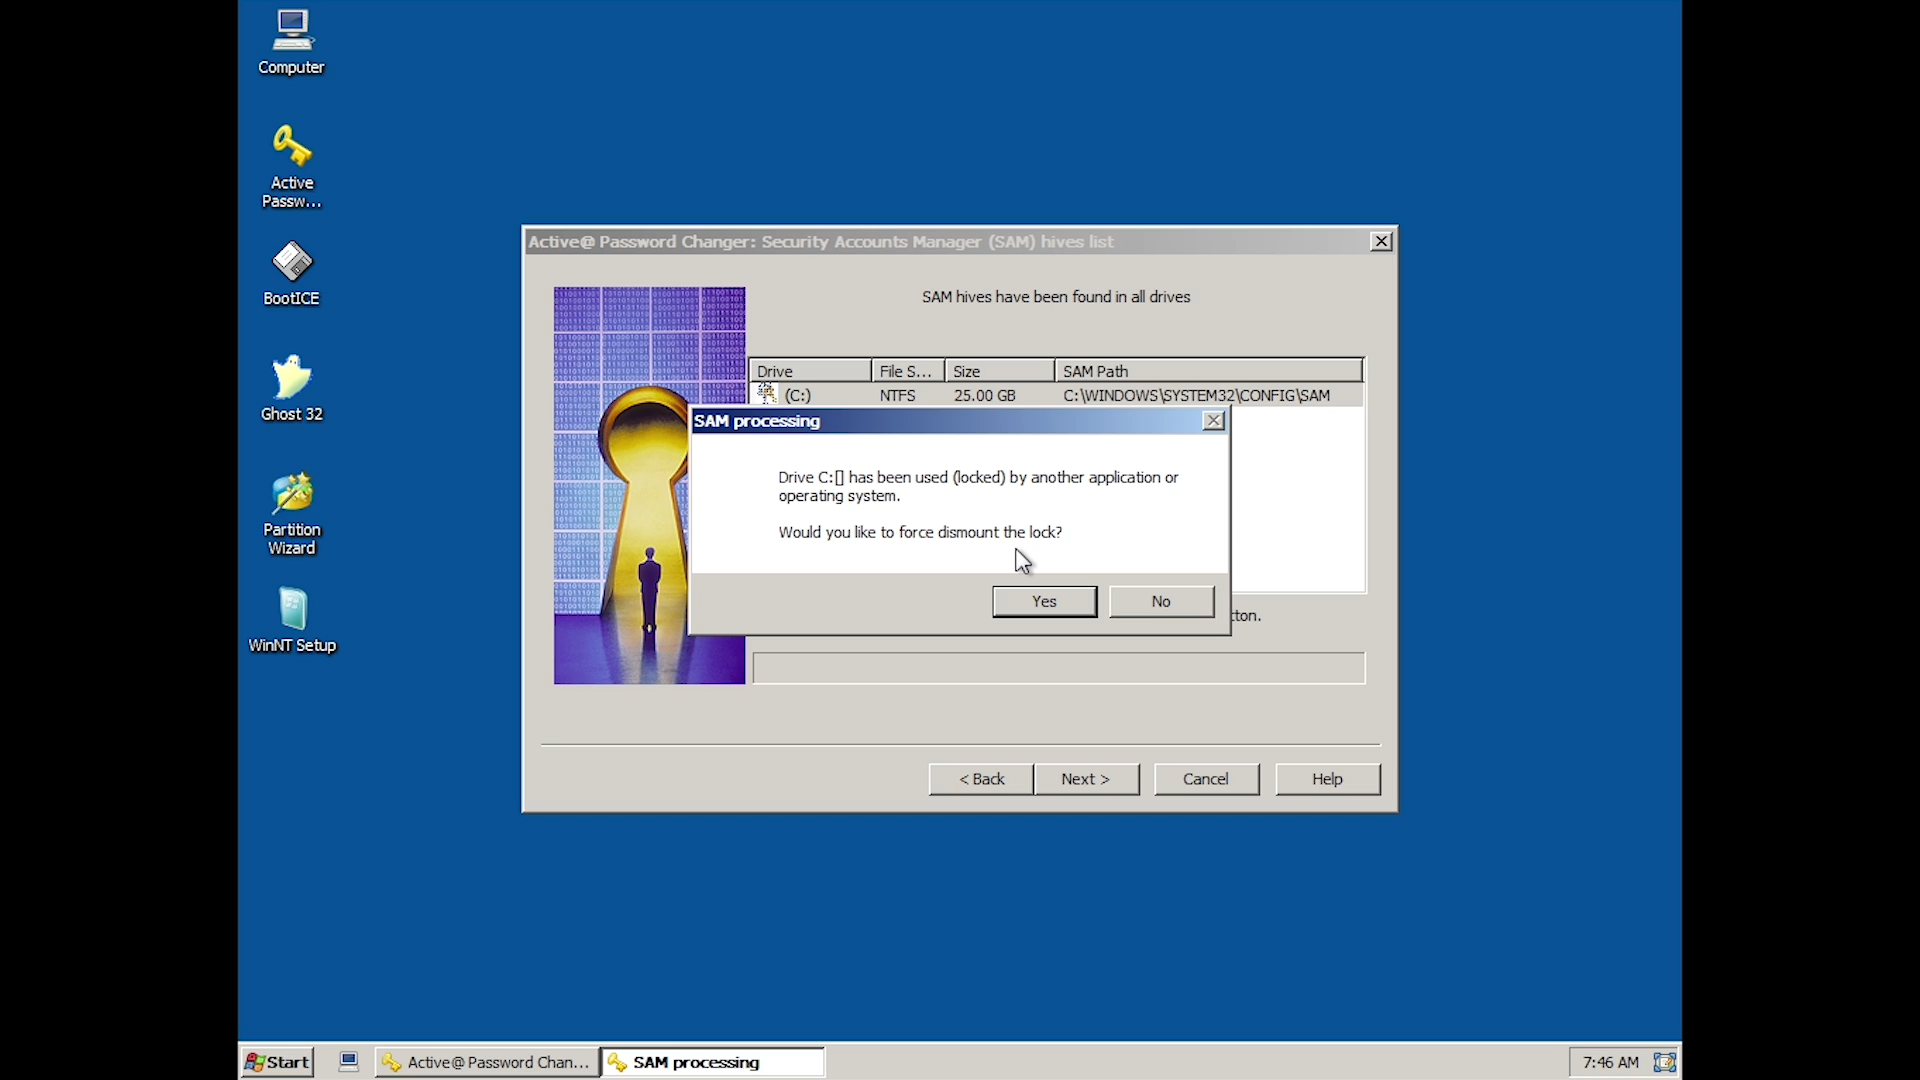 Computer
Active
Passw...
BootICE
Ghost 32
Partition
Wizard
WinNT Setup
Active@ Password Changer: Security Accounts Manager (SAM) hives list
SAM hives have been found in all drives
Drive File S... Size SAM Path
(C:) NTFS 25.00 GB C:\WINDOWS\SYSTEM32\CONFIG\SAM
SAM processing
Drive C:[] has been used (locked) by another application or
operating system.
Would you like to force dismount the lock?
Yes No
tton.
< Back Next > Cancel Help
Start Active@ Password Chan... SAM processing 7:46 AM